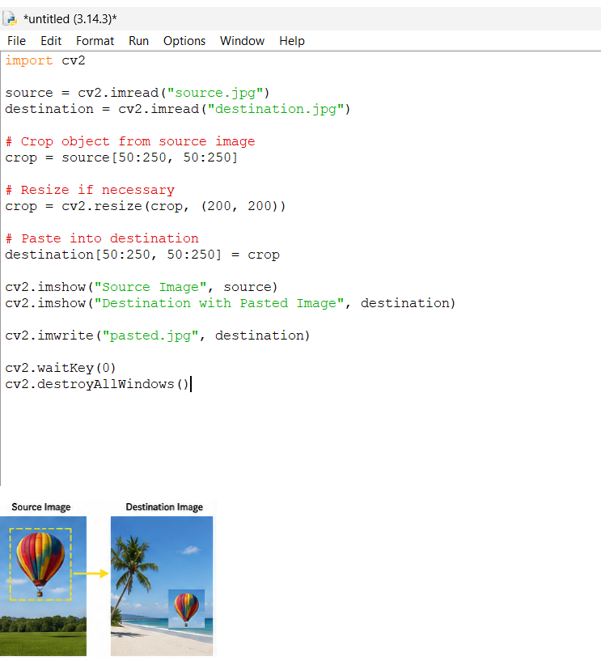 *untitled (3.14.3)*
File Edit Format Run Options Window Help
import cv2
source = cv2.imread("source.jpg")
destination = cv2.imread("destination.jpg")
# Crop object from source image
crop = source[50:250, 50:250]
# Resize if necessary
crop = cv2.resize(crop, (200, 200))
# Paste into destination
destination[50:250, 50:250] = crop
cv2.imshow("Source Image", source)
cv2.imshow("Destination with Pasted Image", destination)
cv2.imwrite("pasted.jpg", destination)
cv2.waitKey(0)
cv2.destroyAllWindows()
Source Image Destination Image